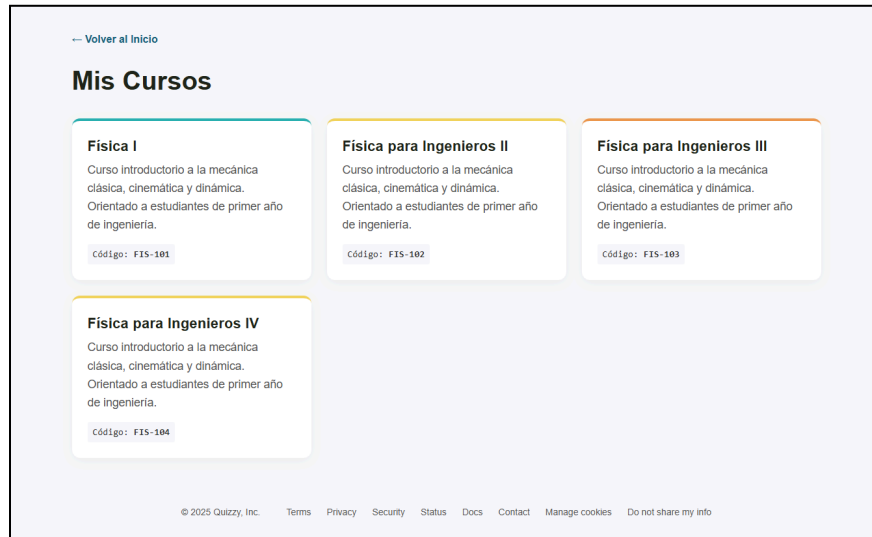 ← Volver al Inicio
Mis Cursos
Física I
Curso introductorio a la mecánica
clásica, cinemática y dinámica.
Orientado a estudiantes de primer año
de ingeniería.
Código: FIS-101
Física para Ingenieros II
Curso introductorio a la mecánica
clásica, cinemática y dinámica.
Orientado a estudiantes de primer año
de ingeniería.
Código: FIS-102
Física para Ingenieros III
Curso introductorio a la mecánica
clásica, cinemática y dinámica.
Orientado a estudiantes de primer año
de ingeniería.
Código: FIS-103
Física para Ingenieros IV
Curso introductorio a la mecánica
clásica, cinemática y dinámica.
Orientado a estudiantes de primer año
de ingeniería.
Código: FIS-104
© 2025 Quizzy, Inc. Terms Privacy Security Status Docs Contact Manage cookies Do not share my info